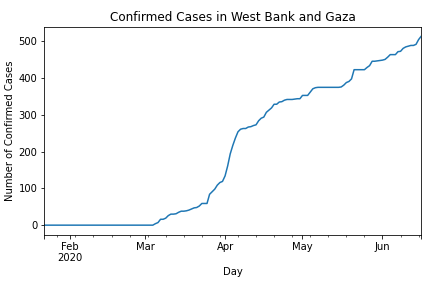 Confirmed Cases in West Bank and Gaza
Number of Confirmed Cases
500
400
300
200
100
0
Feb
2020
Mar
Apr
May
Jun
Day